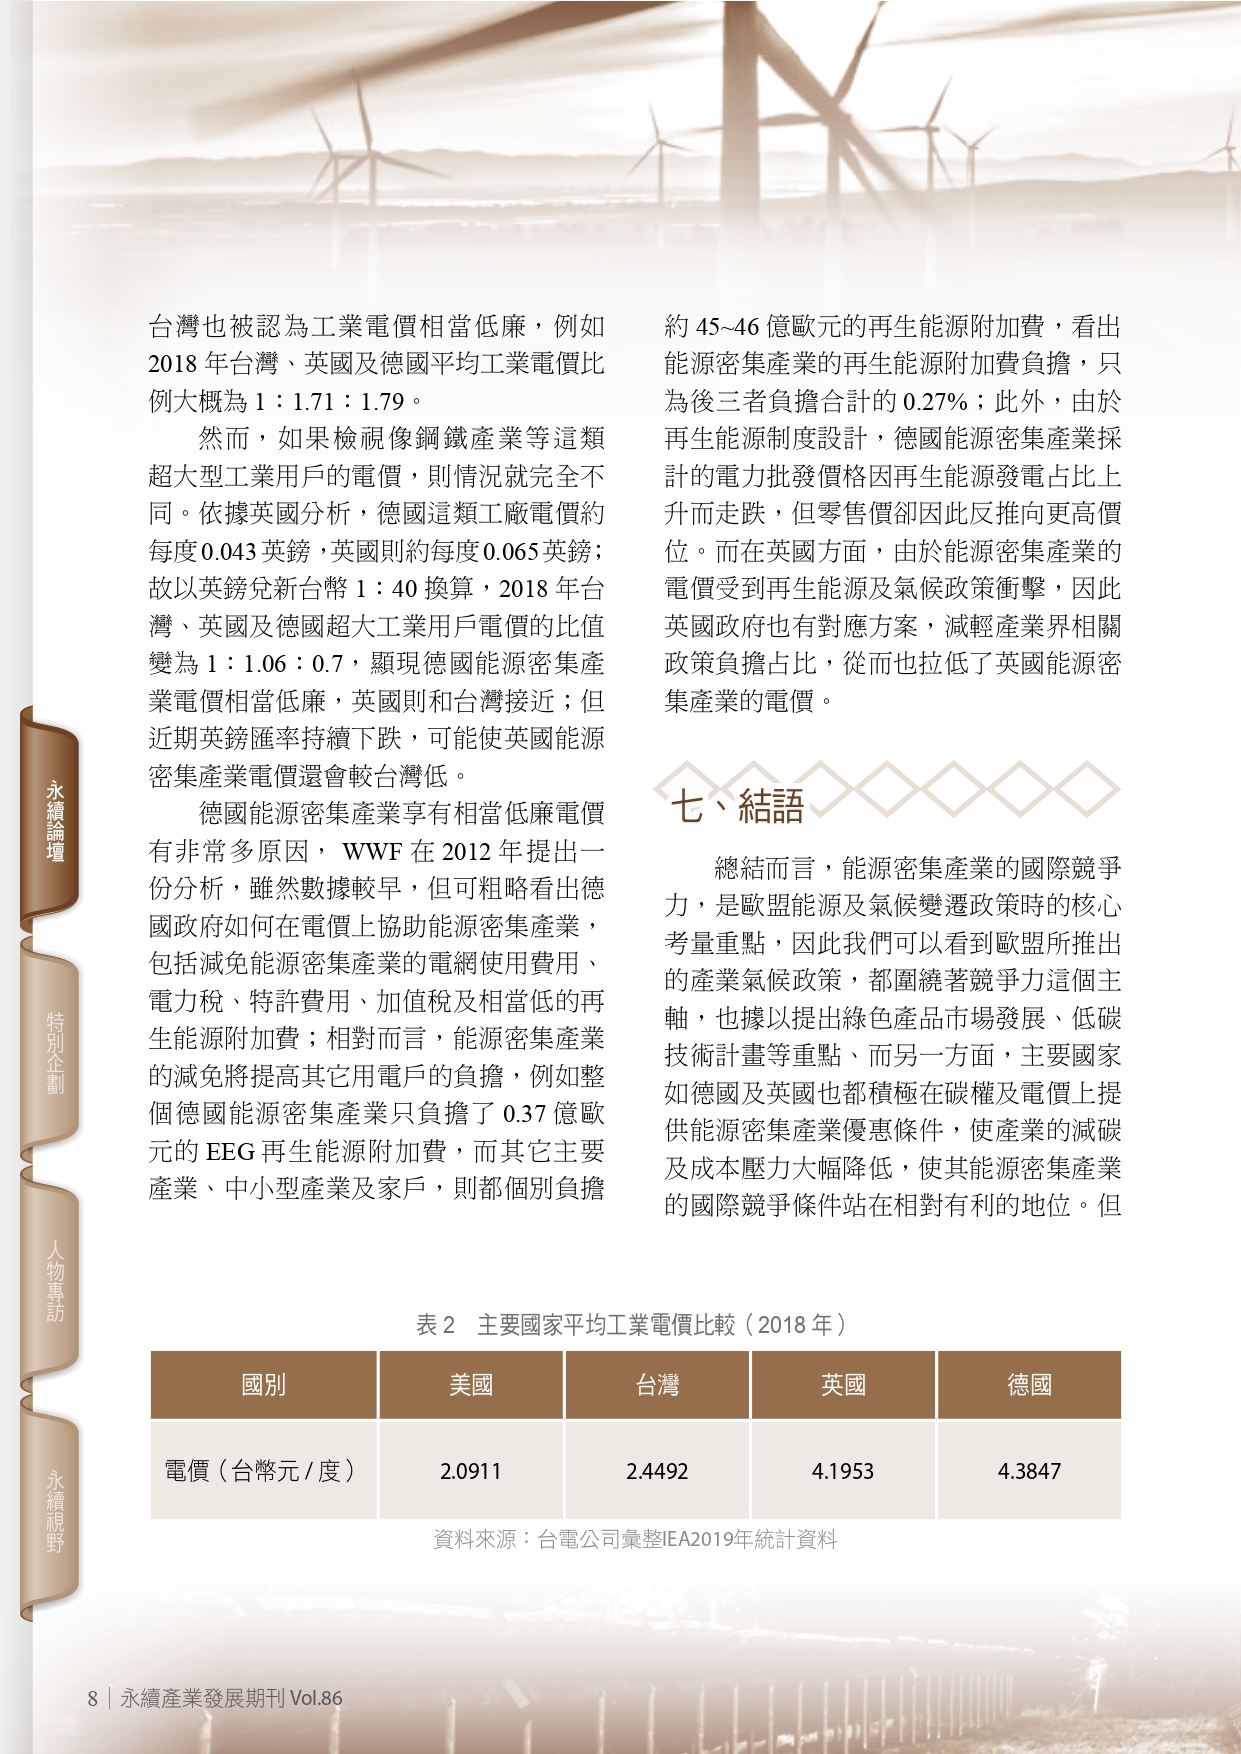 台灣也被認為工業電價相當低廉，例如
2018 年台灣、英國及德國平均工業電價比
例大概為 1：1.71：1.79。
然而，如果檢視像鋼鐵產業等這類
超大型工業用戶的電價，則情況就完全不
同。依據英國分析，德國這類工廠電價約
每度 0.043 英鎊，英國則約每度 0.065 英鎊；
故以英鎊兌新台幣 1：40 換算，2018 年台
灣、英國及德國超大工業用戶電價的比值
變為 1：1.06：0.7，顯現德國能源密集產
業電價相當低廉，英國則和台灣接近；但
近期英鎊匯率持續下跌，可能使英國能源
密集產業電價還會較台灣低。
德國能源密集產業享有相當低廉電價
有非常多原因， WWF 在 2012 年提出一
份分析，雖然數據較早，但可粗略看出德
國政府如何在電價上協助能源密集產業，
包括減免能源密集產業的電網使用費用、
電力稅、特許費用、加值稅及相當低的再
生能源附加費；相對而言，能源密集產業
的減免將提高其它用電戶的負擔，例如整
個德國能源密集產業只負擔了 0.37 億歐
元的 EEG 再生能源附加費，而其它主要
產業、中小型產業及家戶，則都個別負擔
約 45~46 億歐元的再生能源附加費，看出
能源密集產業的再生能源附加費負擔，只
為後三者負擔合計的 0.27%；此外，由於
再生能源制度設計，德國能源密集產業採
計的電力批發價格因再生能源發電占比上
升而走跌，但零售價卻因此反推向更高價
位。而在英國方面，由於能源密集產業的
電價受到再生能源及氣候政策衝擊，因此
英國政府也有對應方案，減輕產業界相關
政策負擔占比，從而也拉低了英國能源密
集產業的電價。
七、結語
總結而言，能源密集產業的國際競爭
力，是歐盟能源及氣候變遷政策時的核心
考量重點，因此我們可以看到歐盟所推出
的產業氣候政策，都圍繞著競爭力這個主
軸，也據以提出綠色產品市場發展、低碳
技術計畫等重點、而另一方面，主要國家
如德國及英國也都積極在碳權及電價上提
供能源密集產業優惠條件，使產業的減碳
及成本壓力大幅降低，使其能源密集產業
的國際競爭條件站在相對有利的地位。但
表 2　主要國家平均工業電價比較（2018 年）
國別 美國 台灣 英國 德國
電價（台幣元 / 度） 2.0911 2.4492 4.1953 4.3847
資料來源：台電公司彙整IEA2019年統計資料
永續論壇
特別企劃
人物專訪
永續視野
8｜永續產業發展期刊 Vol.86